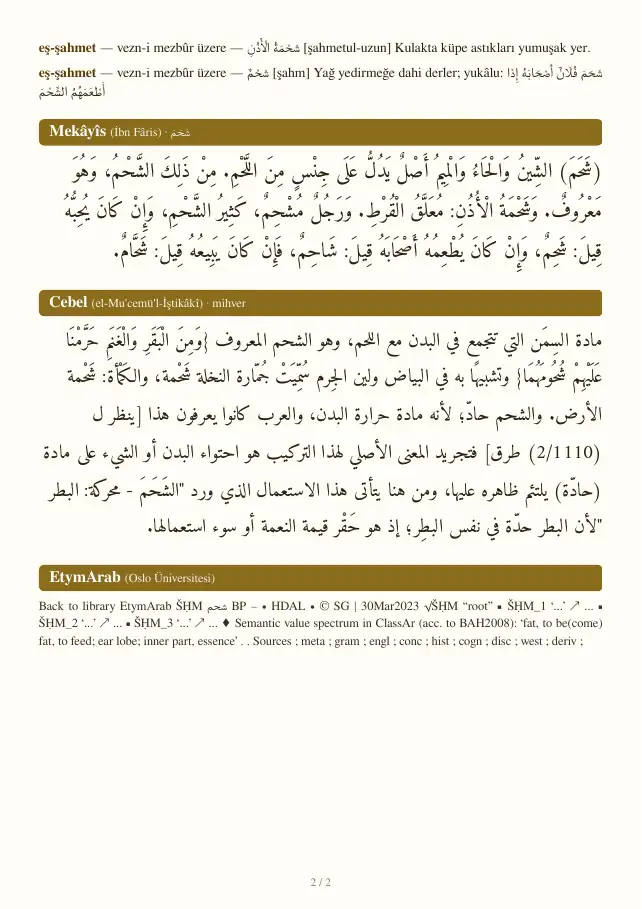 eş-şahmet — vezn-i mezbûr üzere — شَحْمَةُ الْأُذُنِ [şahmetul-uzun] Kulakta küpe astıkları yumuşak yer.
eş-şahmet — vezn-i mezbûr üzere — شَحْمٌ [şahm] Yağ yedirmeğe dahi derler; yukâlu: شَحَمَ فُلَانٌ أَصْحَابَهُ إِذَا
أَطْعَمَهُمُ الشَّحْمَ
Mekâyîs (İbn Fâris) · شَحَمَ
(شَحَمَ) الشِّينُ وَالْحَاءُ وَالْمِيمُ أَصْلٌ يَدُلُّ عَلَى جِنْسٍ مِنَ اللَّحْمِ. مِنْ ذَلِكَ الشَّحْمُ، وَهُوَ
مَعْرُوفٌ. وَشَحْمَةُ الْأُذُنِ: مُعَلَّقُ الْقُرْطِ. وَرَجُلٌ مُشْحِمٌ، كَثِيرُ الشَّحْمِ، وَإِنْ كَانَ يُحِبُّهُ
قِيلَ: شَحِمٌ، وَإِنْ كَانَ يُطْعِمُهُ أَصْحَابَهُ قِيلَ: شَاحِمٌ، فَإِنْ كَانَ يَبِيعُهُ قِيلَ: شَحَّامٌ.
Cebel (el-Mu'cemü'l-İştikâkî) · mihver
مادة السِمَن التي تتجمع في البدن مع اللحم، وهو الشحم المعروف {وَمِنَ الْبَقَرِ وَالْغَنَمِ حَرَّمْنَا
عَلَيْهِمْ شُحُومَهُمَا} وتشبيهًا به في البياض ولين الجِرم سُمِّيَتْ جُمّارة النخلة شَحْمة، والكَمْأة: شَحْمة
الأرض. والشحم حادّ؛ لأنه مادة حرارة البدن، والعرب كانوا يعرفون هذا [ينظر ل
(2/1110) طرق] فتجريد المعنى الأصلي لهذا التركيب هو احتواء البدن أو الشيء على مادة
(حادّة) يلتئم ظاهره عليها، ومن هنا يتأتى هذا الاستعمال الذي ورد "الشَحَمَ - محركة: البطر
"لأن البطر حدّة في نفس البطِر؛ إذ هو حَقْر قيمة النعمة أو سوء استعمالها.
EtymArab (Oslo Üniversitesi)
Back to library EtymArab ŠḤM شحم BP – • HDAL • © SG | 30Mar2023 √ŠḤM “root” ▪ ŠḤM_1 ‘...’ ↗ ... ▪
ŠḤM_2 ‘...’ ↗ ... ▪ ŠḤM_3 ‘...’ ↗ ... ♦ Semantic value spectrum in ClassAr (acc. to BAH2008): ‘fat, to be(come)
fat, to feed; ear lobe; inner part, essence’ . . Sources ; meta ; gram ; engl ; conc ; hist ; cogn ; disc ; west ; deriv ;
2 / 2